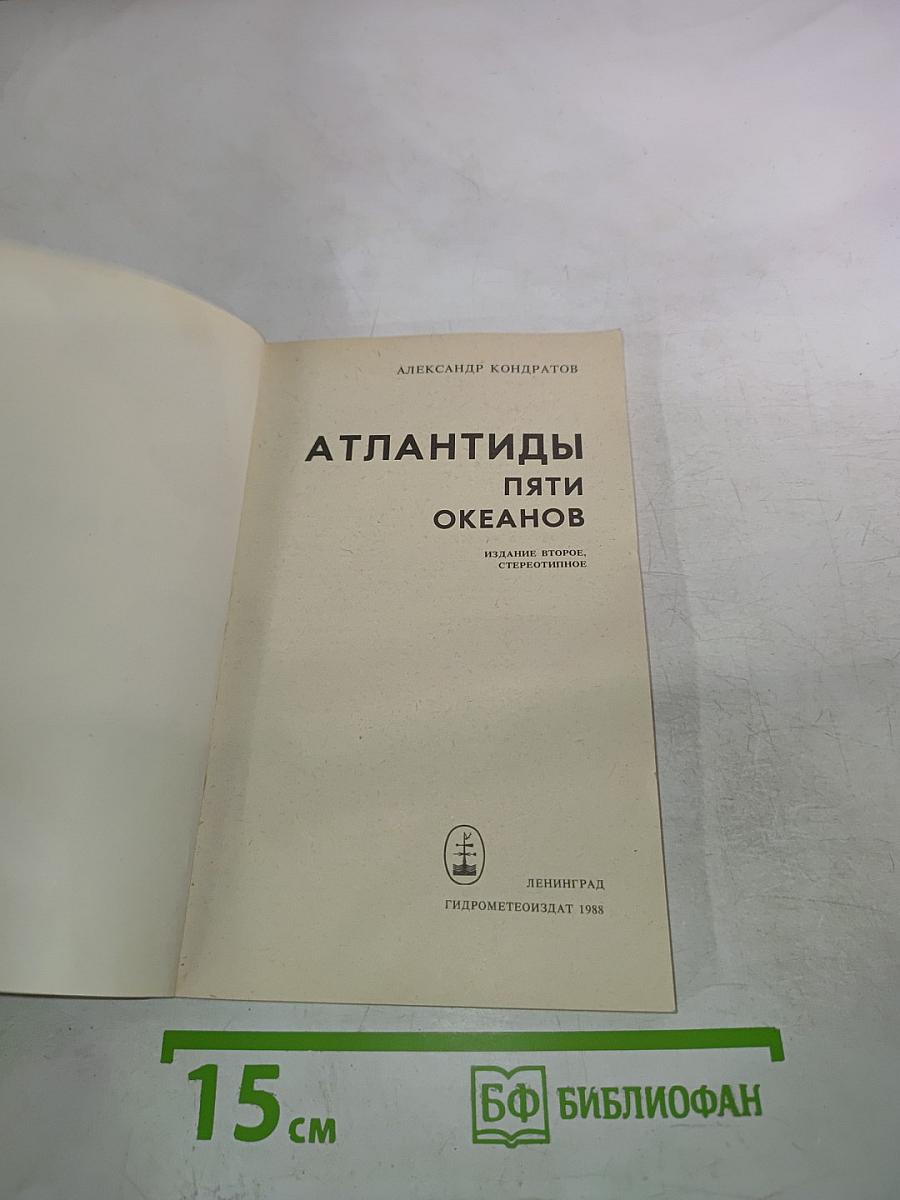 АЛЕКСАНДР КОНДРАТОВ
АТЛАНТИДЫ
ПЯТИ
ОКЕАНОВ
ИЗДАНИЕ ВТОРОЕ,
СТЕРЕОТИПНОЕ
ЛЕНИНГРАД
ГИДРОМЕТЕОИЗДАТ 1988
15 см
БФ БИБЛИОФАН